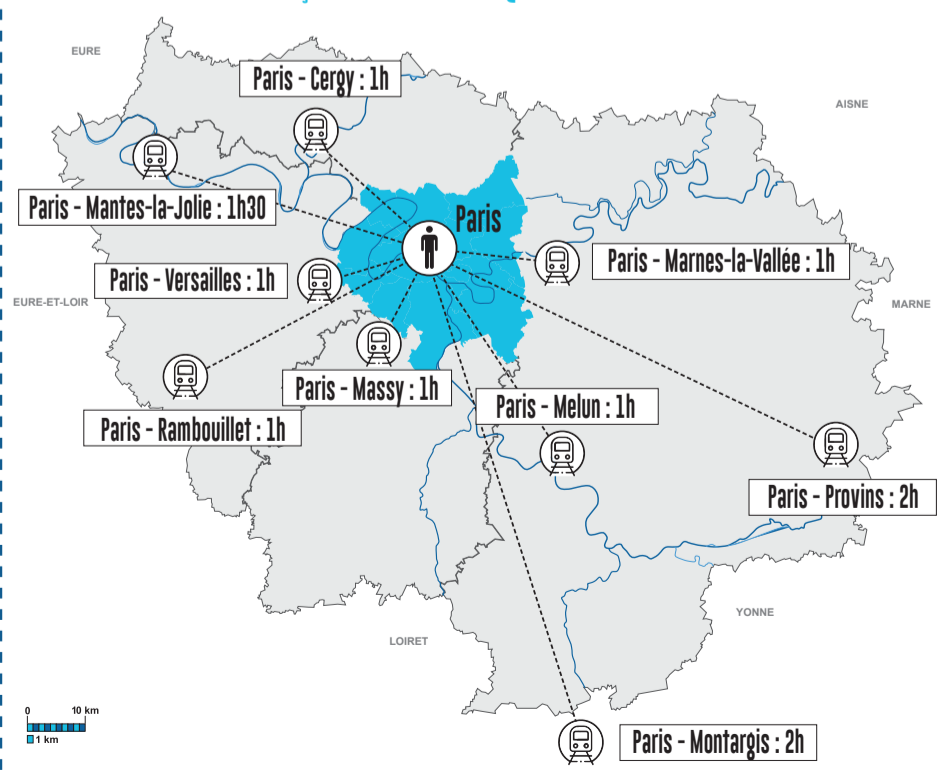 EURE
Paris - Cergy : 1h
AISNE
Paris - Mantes-la-Jolie : 1h30
Paris
Paris - Versailles : 1h
Paris - Marnes-la-Vallée : 1h
EURE-ET-LOIR
MARNE
Paris - Massy : 1h
Paris - Melun : 1h
Paris - Rambouillet : 1h
Paris - Provins : 2h
YONNE
LOIRET
0 10 km
1 km
Paris - Montargis : 2h